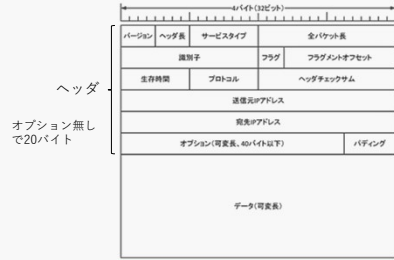 4バイト(32ビット)
バージョン ヘッダ長 サービスタイプ 全パケット長
識別子 フラグ フラグメントオフセット
生存時間 プロトコル ヘッダチェックサム
送信元IPアドレス
宛先IPアドレス
オプション(可変長、40バイト以下) パディング
データ(可変長)
ヘッダ
オプション無し
で20バイト